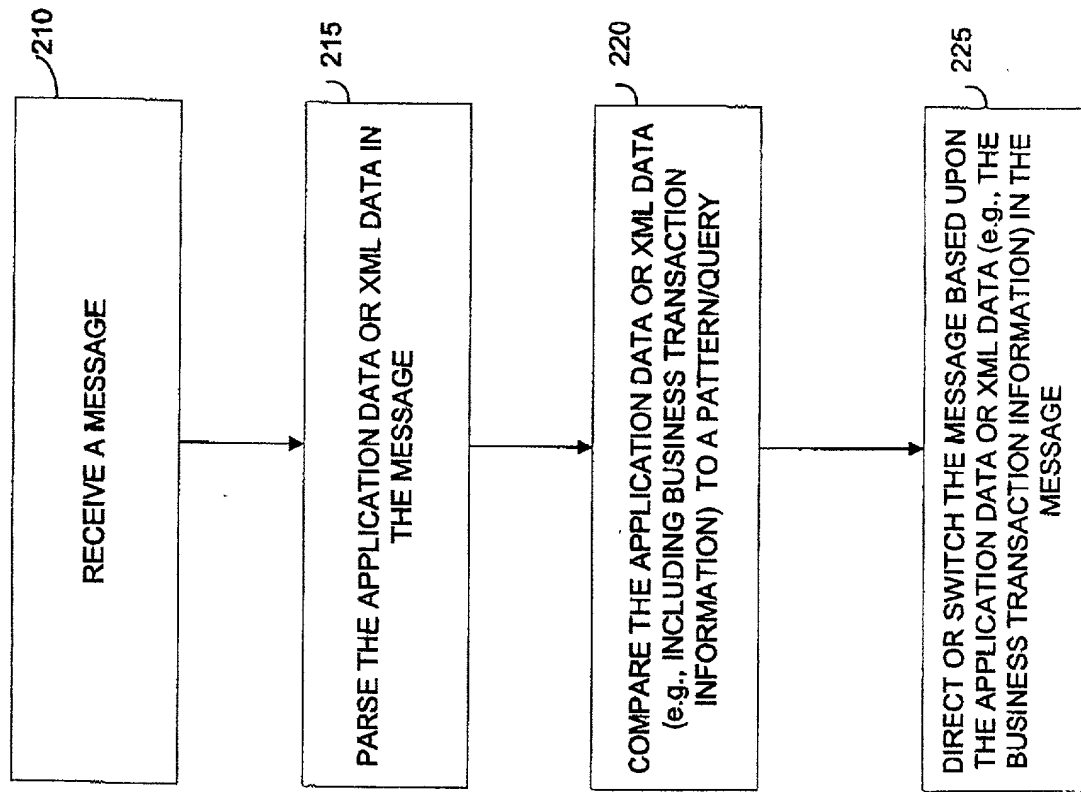 210
RECEIVE A MESSAGE
215
PARSE THE APPLICATION DATA OR XML DATA IN
THE MESSAGE
220
COMPARE THE APPLICATION DATA OR XML DATA
(e.g., INCLUDING BUSINESS TRANSACTION
INFORMATION) TO A PATTERN/QUERY
225
DIRECT OR SWITCH THE MESSAGE BASED UPON
THE APPLICATION DATA OR XML DATA (e.g., THE
BUSINESS TRANSACTION INFORMATION) IN THE
MESSAGE